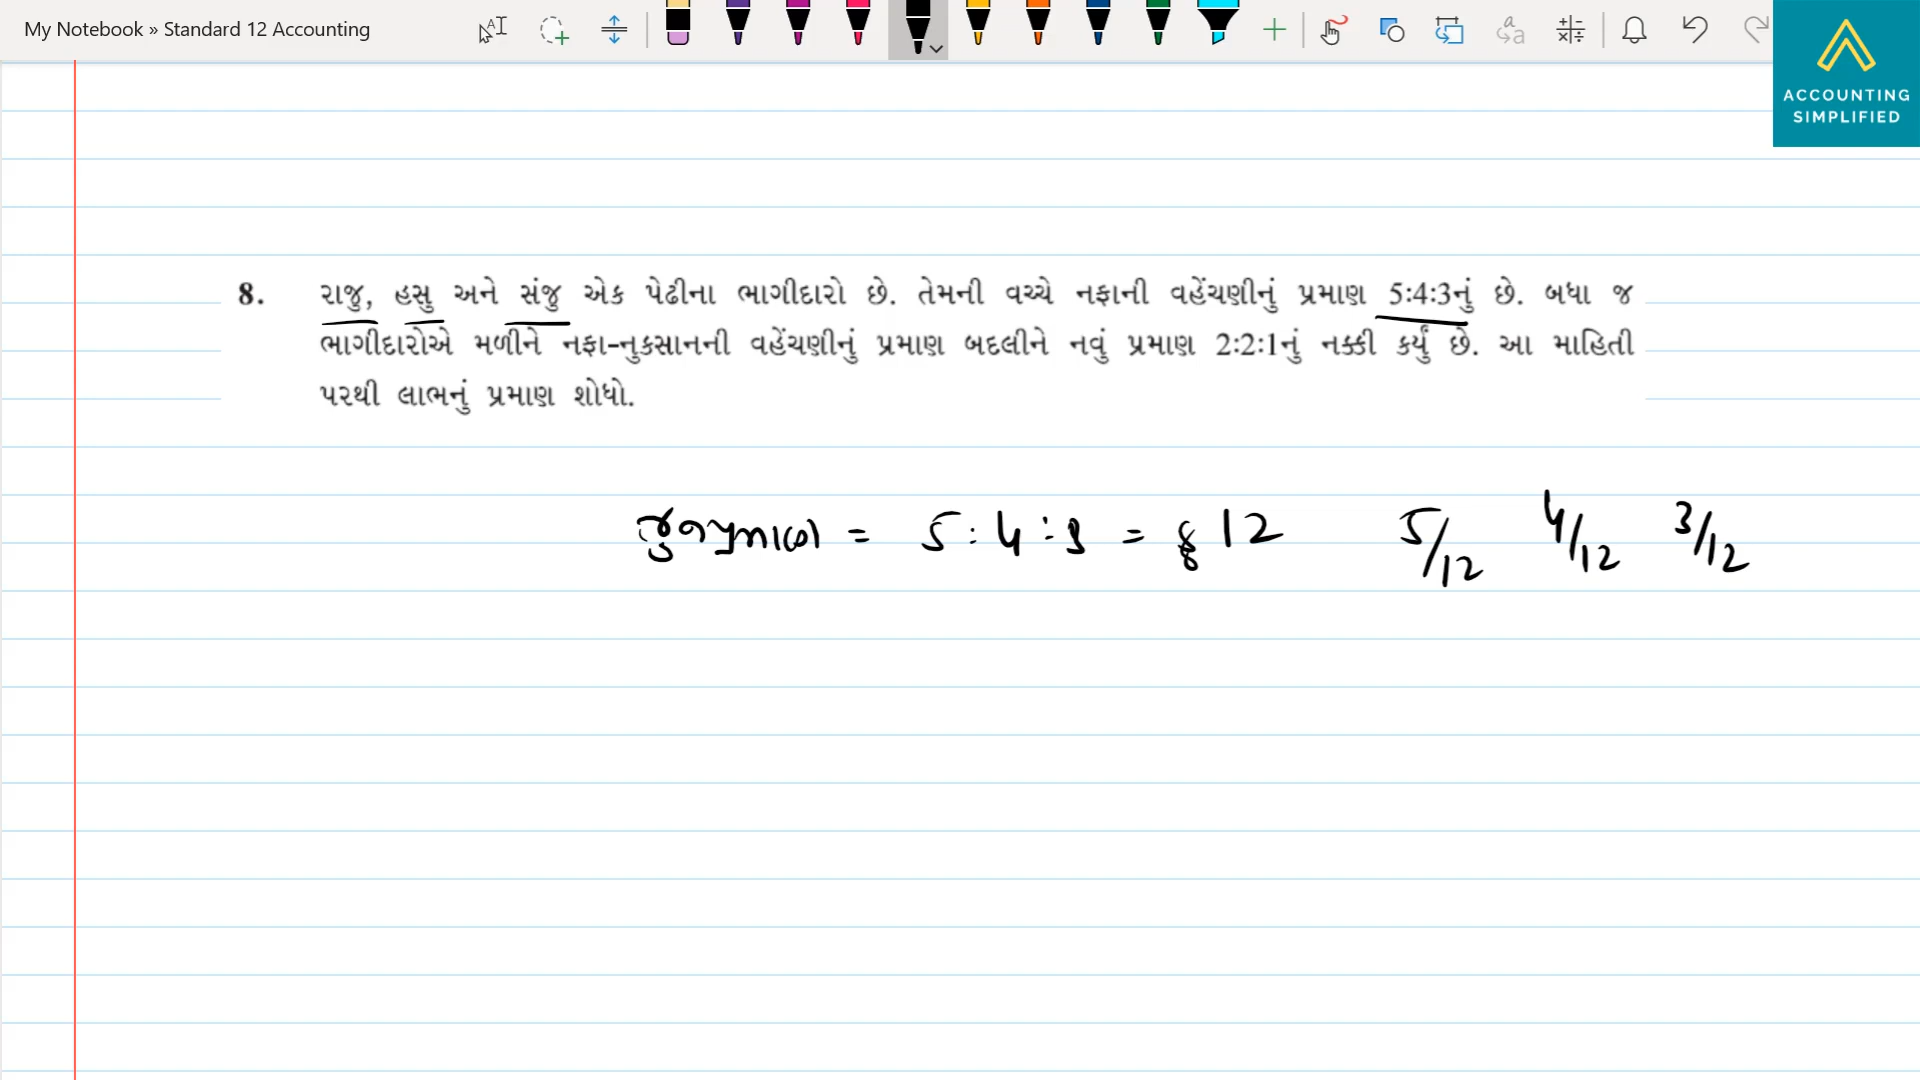 My Notebook » Standard 12 Accounting
ACCOUNTING
SIMPLIFIED
8. રાજુ, હસુ અને સંજુ એક પેઢીના ભાગીદારો છે. તેમની વચ્ચે નફાની વહેંચણીનું પ્રમાણ 5:4:3નું છે. બધા જ
ભાગીદારોએ મળીને નફા-નુકસાનની વહેંચણીનું પ્રમાણ બદલીને નવું પ્રમાણ 2:2:1નું નક્કી કર્યું છે. આ માહિતી
પરથી લાભનું પ્રમાણ શોધો.
= 5 : 4 : 3 = 12 5/12 4/12 3/12